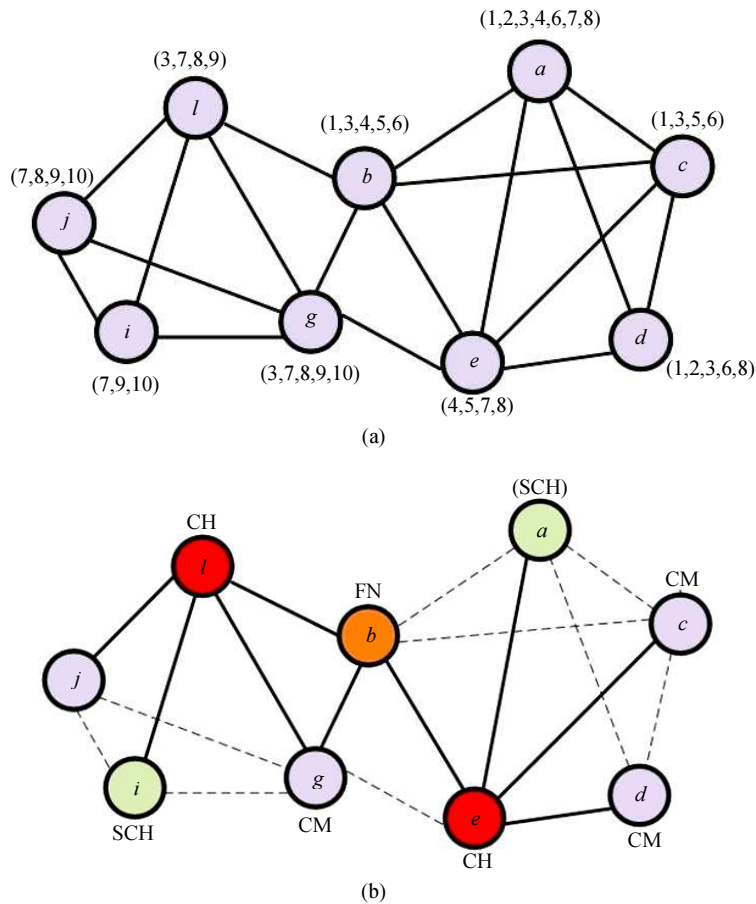 (1,2,3,4,6,7,8)
(3,7,8,9)
a
l
(1,3,4,5,6)
(1,3,5,6)
(7,8,9,10)
b
c
j
g
i
e
d
(7,9,10)
(3,7,8,9,10)
(4,5,7,8)
(1,2,3,6,8)
(a)
(SCH)
CH
a
l
FN
CM
b
c
j
i
g
e
d
SCH
CM
CH
CM
(b)